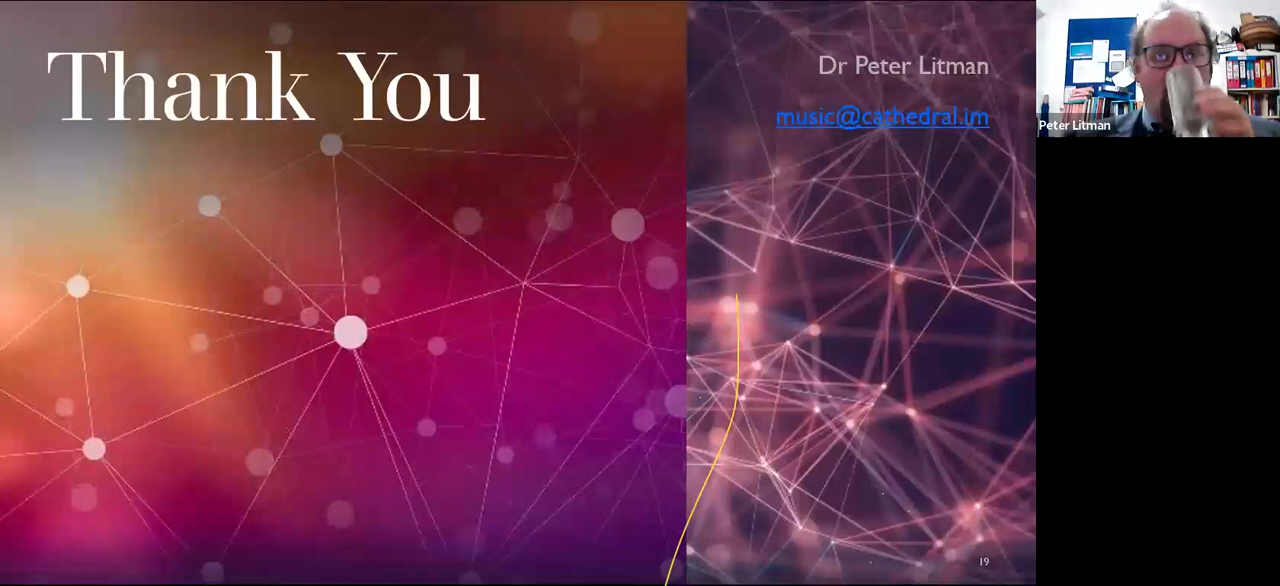 Thank You
Dr Peter Litman
music@cathedral.im
19
Peter Litman